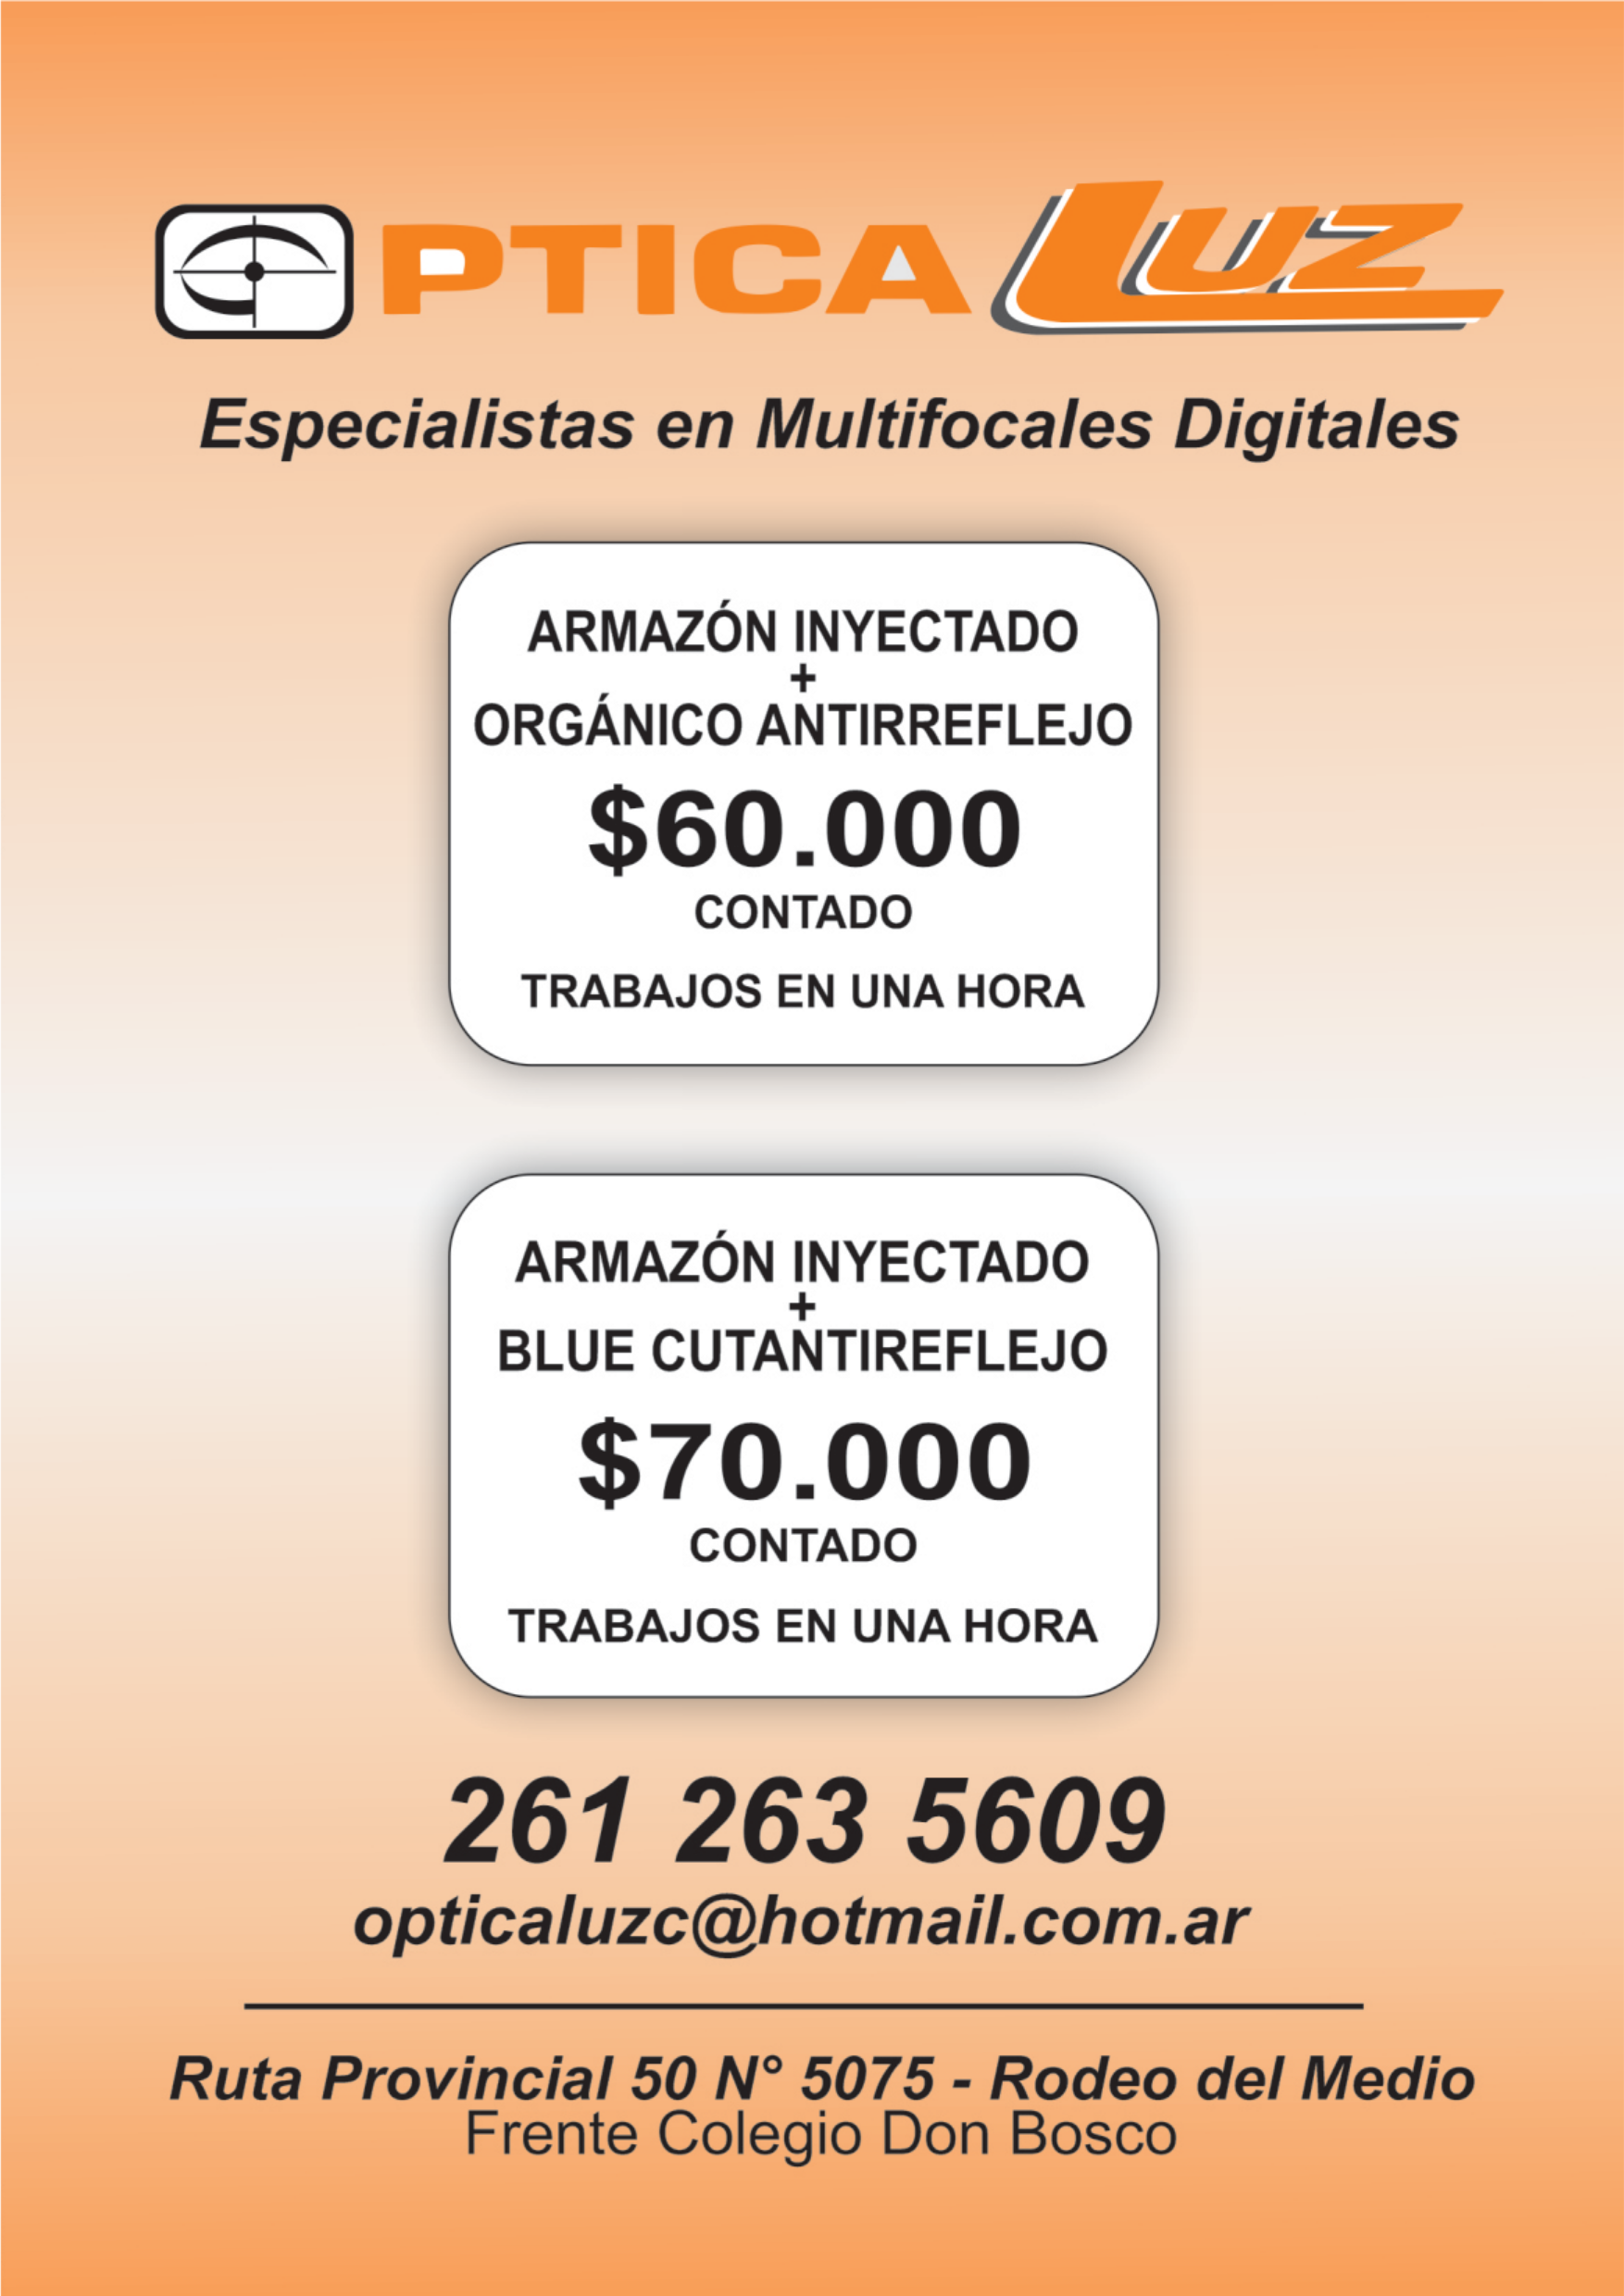 OPTICA LUZ
Especialistas en Multifocales Digitales
ARMAZÓN INYECTADO
+
ORGÁNICO ANTIRREFLEJO
$60.000
CONTADO
TRABAJOS EN UNA HORA
ARMAZÓN INYECTADO
+
BLUE CUTANTIREFLEJO
$70.000
CONTADO
TRABAJOS EN UNA HORA
261 263 5609
opticaluzc@hotmail.com.ar
Ruta Provincial 50 N° 5075 - Rodeo del Medio
Frente Colegio Don Bosco